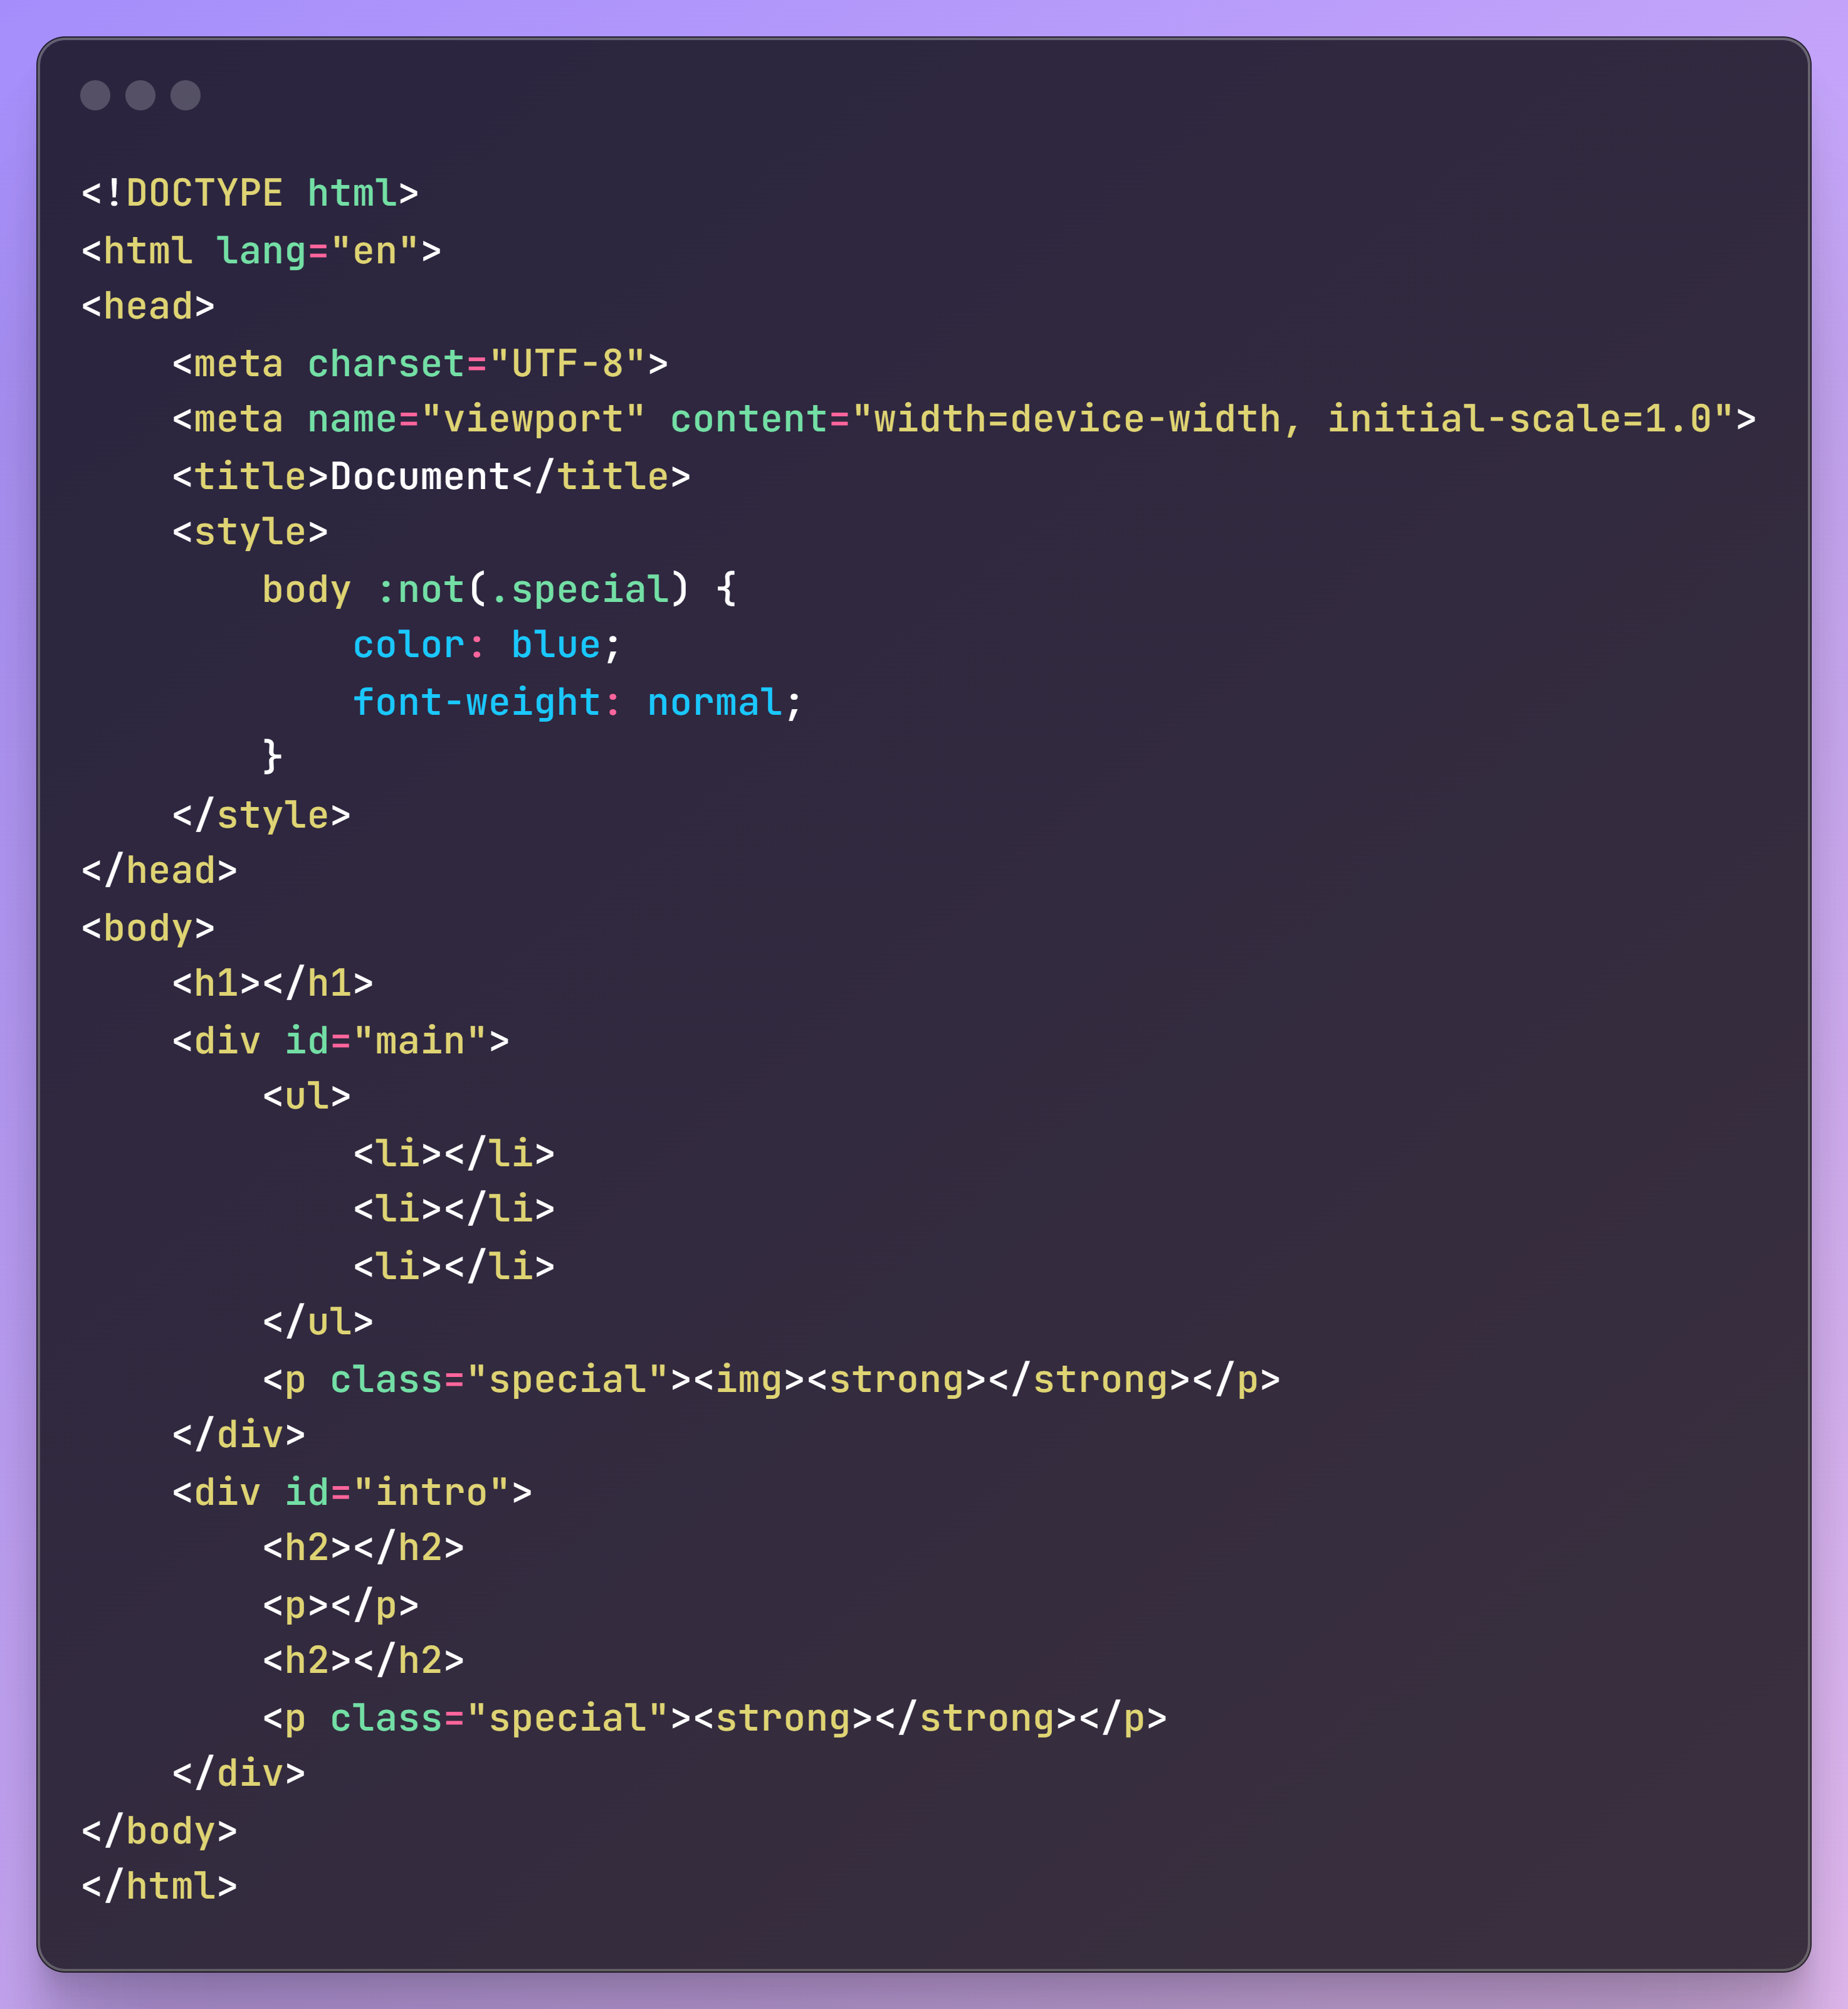 <!DOCTYPE html>
<html lang="en">
<head>
    <meta charset="UTF-8">
    <meta name="viewport" content="width=device-width, initial-scale=1.0">
    <title>Document</title>
    <style>
        body :not(.special) {
            color: blue;
            font-weight: normal;
        }
    </style>
</head>
<body>
    <h1></h1>
    <div id="main">
        <ul>
            <li></li>
            <li></li>
            <li></li>
        </ul>
        <p class="special"><img><strong></strong></p>
    </div>
    <div id="intro">
        <h2></h2>
        <p></p>
        <h2></h2>
        <p class="special"><strong></strong></p>
    </div>
</body>
</html>